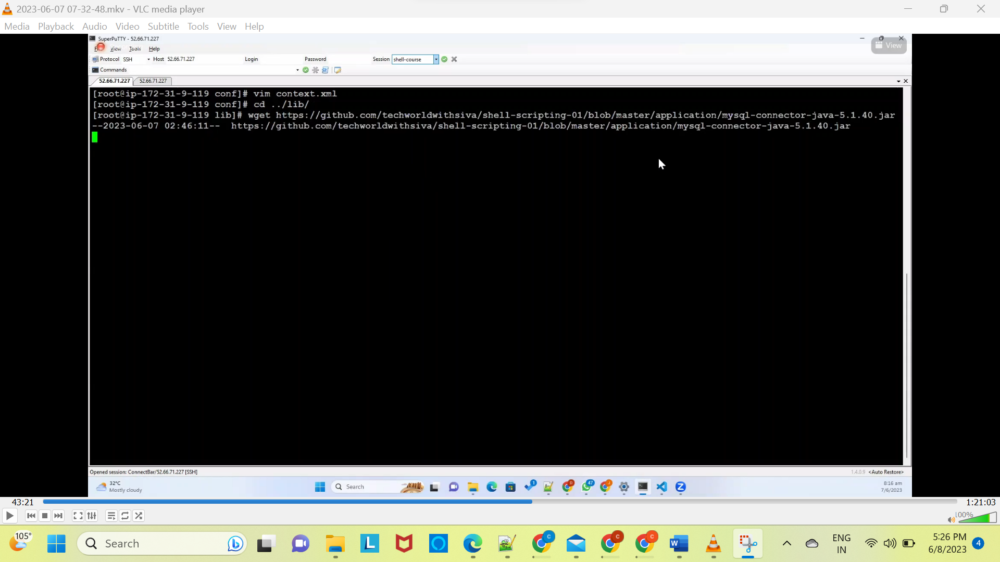 2023-06-07 07-32-48.mkv - VLC media player
Media Playback Audio Video Subtitle Tools View Help
SuperPuTTY - 52.66.71.227
View Tools Help
View
Protocol SSH Host 52.66.71.227 Login Password Session shell-course
Commands
52.66.71.227 52.66.71.227
[root@ip-172-31-9-119 conf]# vim context.xml
[root@ip-172-31-9-119 conf]# cd ../lib/
[root@ip-172-31-9-119 lib]# wget https://github.com/techworldwithsiva/shell-scripting-01/blob/master/application/mysql-connector-java-5.1.40.jar
--2023-06-07 02:46:11-- https://github.com/techworldwithsiva/shell-scripting-01/blob/master/application/mysql-connector-java-5.1.40.jar
Opened session: ConnectBar/52.66.71.227 [SSH]
1.4.0.9 <Auto Restore>
32°C
Mostly cloudy
Search
1
47
D
J
8:16 am
7/6/2023
43:21
1:21:03
100%
105°
Search
L
C
C
C
W
ENG
IN
5:26 PM
6/8/2023
4